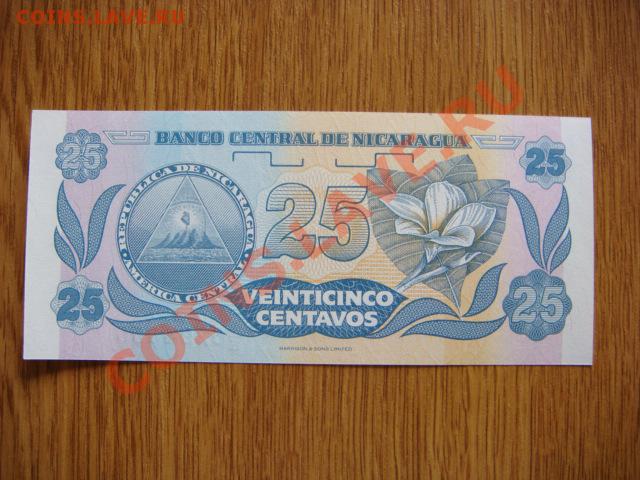 COINS.LAVE.RU
BANCO CENTRAL DE NICARAGUA
25
25
REPUBLICA DE NICARAGUA
AMERICA CENTRAL
25
25
VEINTICINCO
CENTAVOS
25
HARRISON & SONS LIMITED
COINS.LAVE.RU